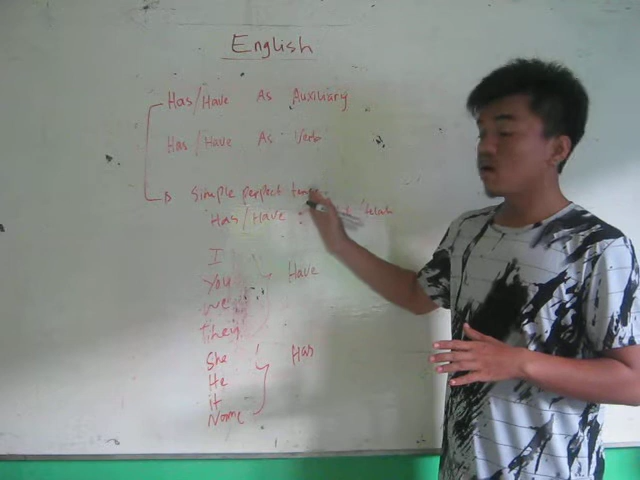 English
Has/Have As Auxiliary
Has/Have As Verb
Simple perfect
Has/Have : telah
I
You
We
They
Have
She
He
It
Name
Has